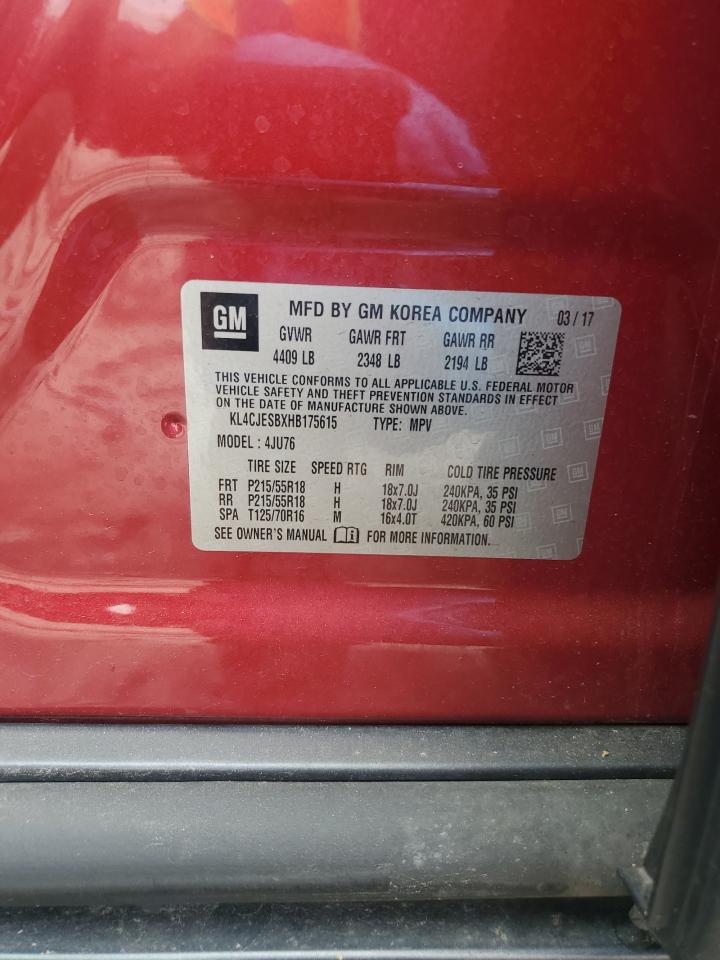 GM MFD BY GM KOREA COMPANY 03 / 17
GVWR GAWR FRT GAWR RR
4409 LB 2348 LB 2194 LB
THIS VEHICLE CONFORMS TO ALL APPLICABLE U.S. FEDERAL MOTOR
VEHICLE SAFETY AND THEFT PREVENTION STANDARDS IN EFFECT
ON THE DATE OF MANUFACTURE SHOWN ABOVE.
KL4CJESBXHB175615 TYPE: MPV
MODEL : 4JU76
TIRE SIZE SPEED RTG RIM COLD TIRE PRESSURE
FRT P215/55R18 H 18x7.0J 240KPA, 35 PSI
RR P215/55R18 H 18x7.0J 240KPA, 35 PSI
SPA T125/70R16 M 16x4.0T 420KPA, 60 PSI
SEE OWNER'S MANUAL FOR MORE INFORMATION.